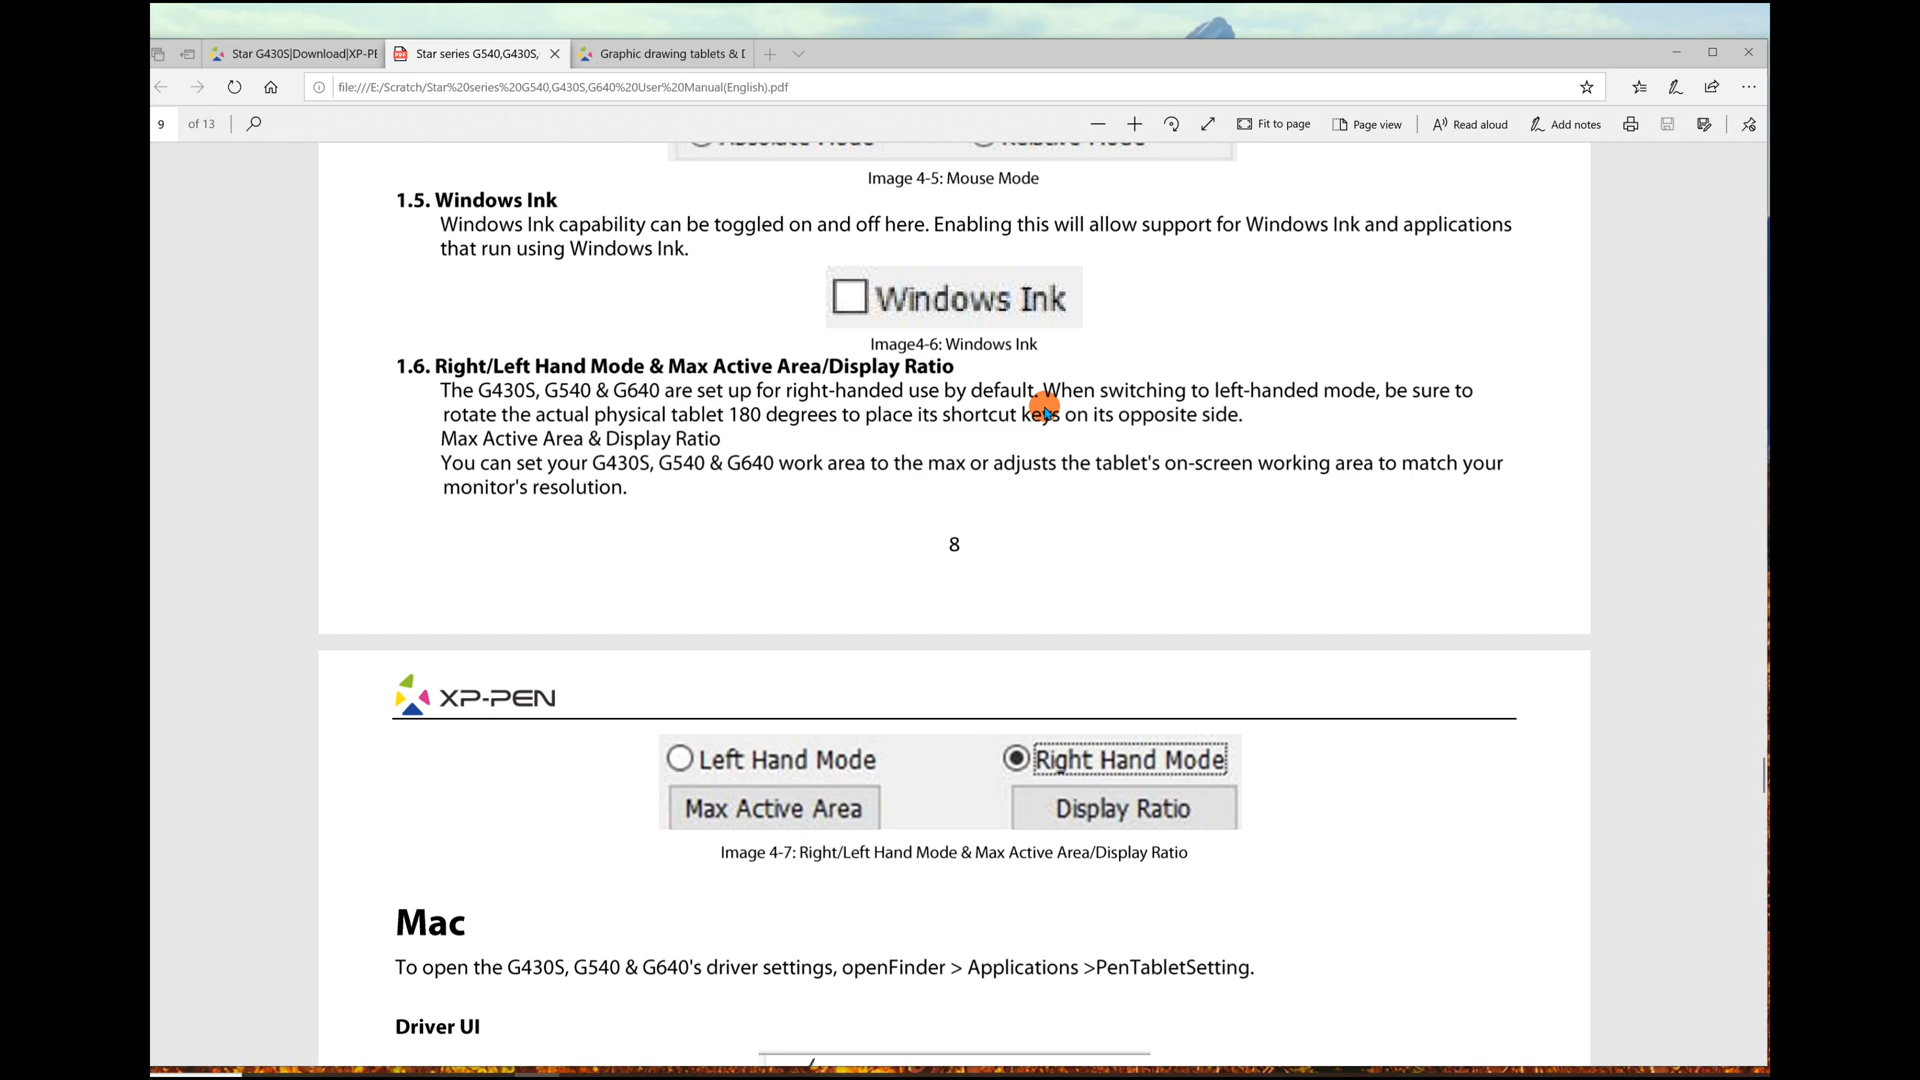 Star G430S|Download|XP-PE
Star series G540,G430S,
Graphic drawing tablets & D
file:///E:/Scratch/Star%20series%20G540,G430S,G640%20User%20Manual(English).pdf
9 of 13
Fit to page
Page view
Read aloud
Add notes
Absolute Mode Relative Mode
Image 4-5: Mouse Mode
1.5. Windows Ink
Windows Ink capability can be toggled on and off here. Enabling this will allow support for Windows Ink and applications
that run using Windows Ink.
Windows Ink
Image4-6: Windows Ink
1.6. Right/Left Hand Mode & Max Active Area/Display Ratio
The G430S, G540 & G640 are set up for right-handed use by default. When switching to left-handed mode, be sure to
rotate the actual physical tablet 180 degrees to place its shortcut keys on its opposite side.
Max Active Area & Display Ratio
You can set your G430S, G540 & G640 work area to the max or adjusts the tablet's on-screen working area to match your
monitor's resolution.
8
XP-PEN
Left Hand Mode Right Hand Mode
Max Active Area Display Ratio
Image 4-7: Right/Left Hand Mode & Max Active Area/Display Ratio
Mac
To open the G430S, G540 & G640's driver settings, openFinder > Applications >PenTabletSetting.
Driver UI